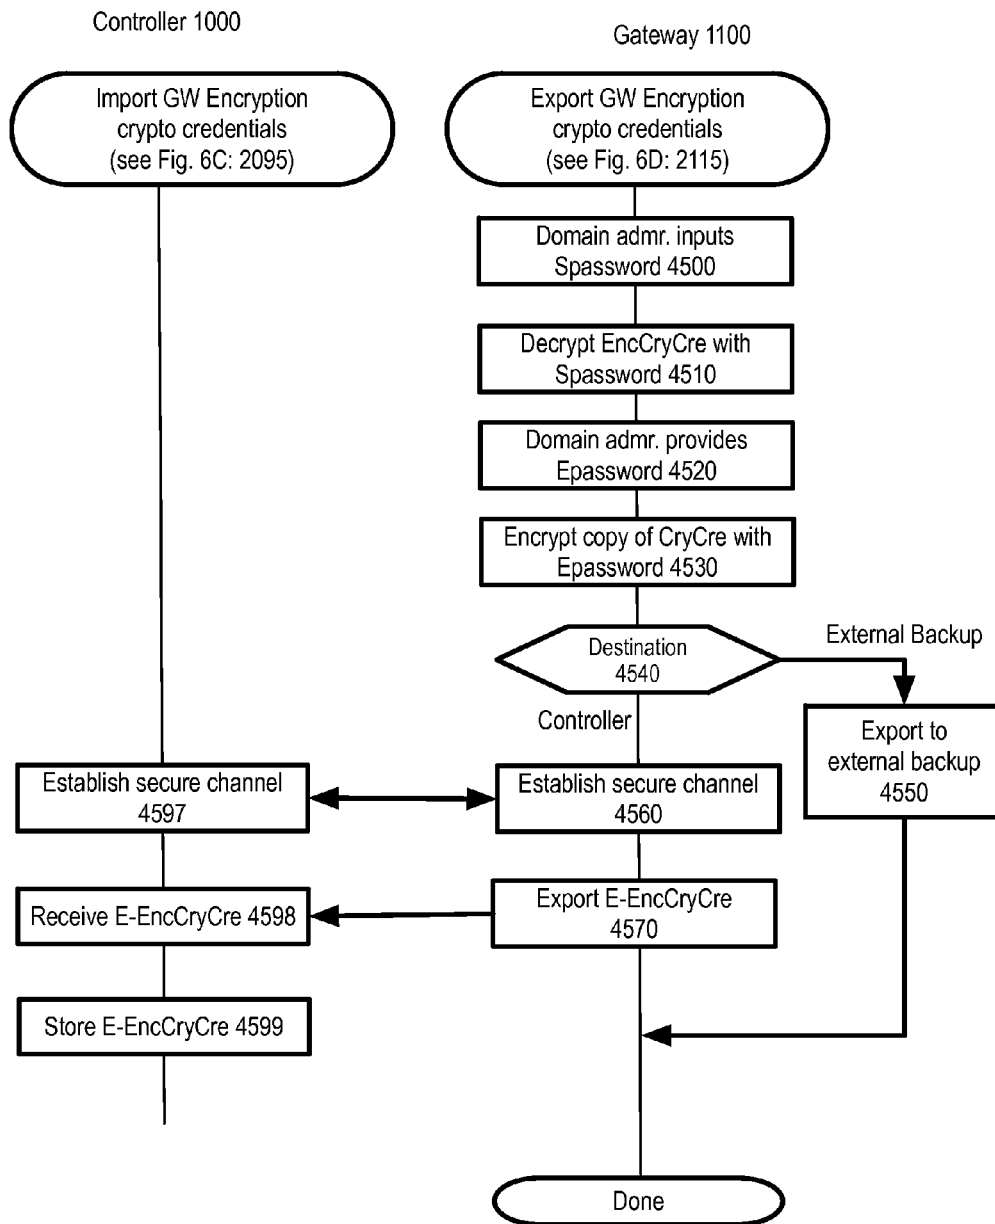 Controller 1000
Gateway 1100
Import GW Encryption
crypto credentials
(see Fig. 6C: 2095)
Export GW Encryption
crypto credentials
(see Fig. 6D: 2115)
Domain admr. inputs
Spassword 4500
Decrypt EncCryCre with
Spassword 4510
Domain admr. provides
Epassword 4520
Encrypt copy of CryCre with
Epassword 4530
Destination
4540
External Backup
Controller
Export to
external backup
4550
Establish secure channel
4597
Establish secure channel
4560
Receive E-EncCryCre 4598
Export E-EncCryCre
4570
Store E-EncCryCre 4599
Done